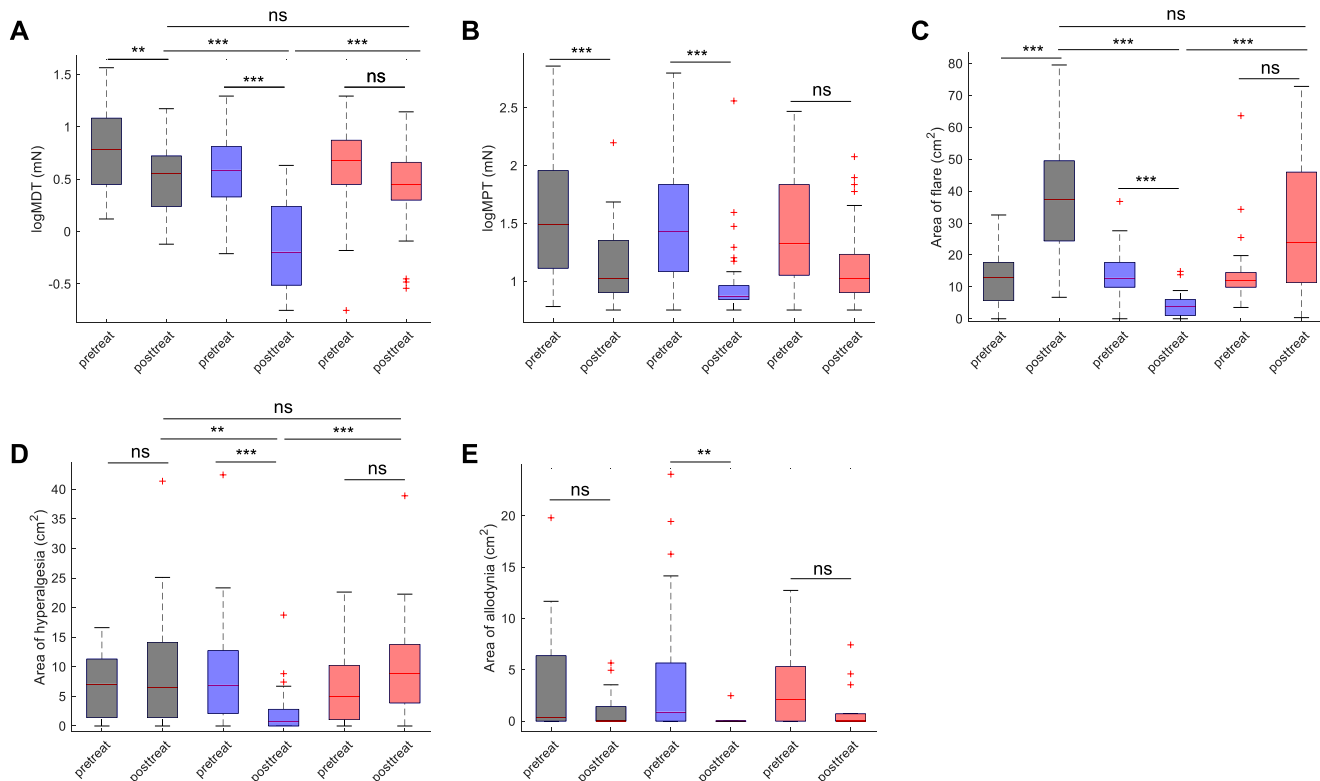 A
ns
**
***
***
***
ns
logMDT (mN)
1.5
1
0.5
0
-0.5
pretreat
posttreat
pretreat
posttreat
pretreat
posttreat
B
***
***
ns
logMPT (mN)
2.5
2
1.5
1
pretreat
posttreat
pretreat
posttreat
pretreat
posttreat
C
ns
***
***
***
ns
***
Area of flare (cm²)
80
70
60
50
40
30
20
10
0
pretreat
posttreat
pretreat
posttreat
pretreat
posttreat
D
ns
**
***
ns
***
ns
Area of hyperalgesia (cm²)
40
35
30
25
20
15
10
5
0
pretreat
posttreat
pretreat
posttreat
pretreat
posttreat
E
**
ns
ns
Area of allodynia (cm²)
20
15
10
5
0
pretreat
posttreat
pretreat
posttreat
pretreat
posttreat